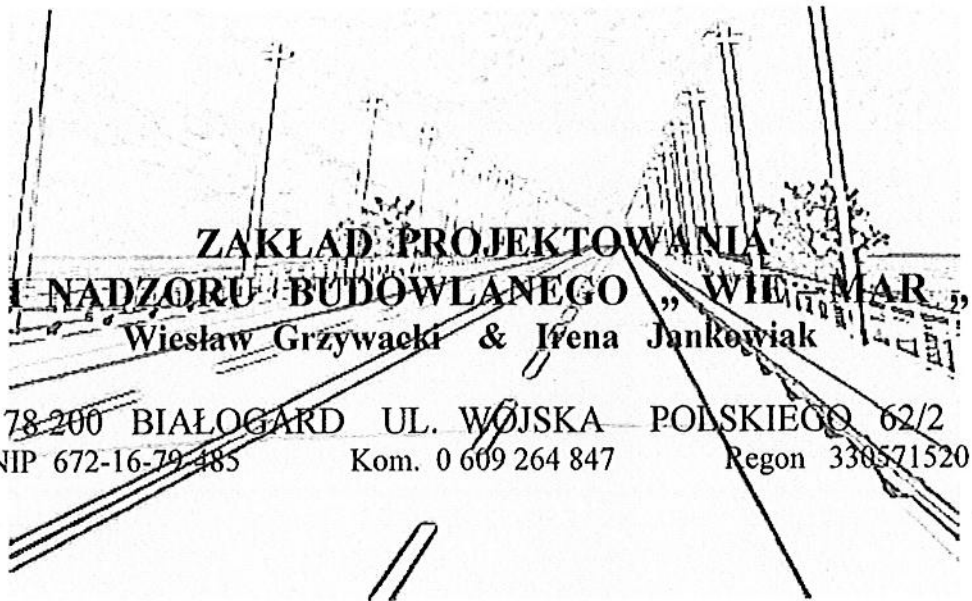 ZAKŁAD PROJEKTOWANIA
I NADZORU BUDOWLANEGO „ WIE - MAR „
Wiesław Grzywacki & Irena Jankowiak
78-200 BIAŁOGARD UL. WOJSKA POLSKIEGO 62/2
NIP 672-16-79-485 Kom. 0 609 264 847 Regon 330571520